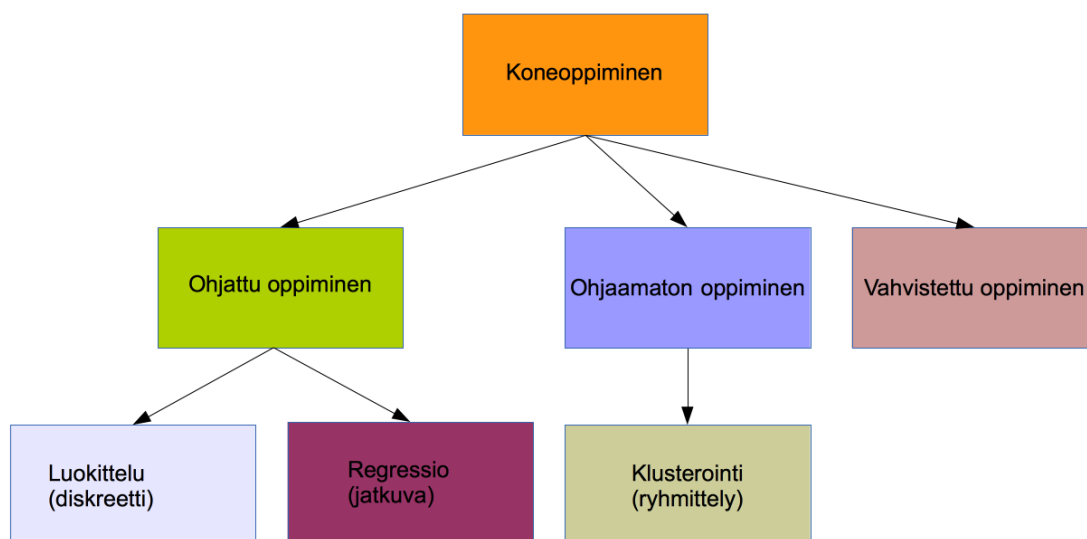 Koneoppiminen
Ohjattu oppiminen
Ohjaamaton oppiminen
Vahvistettu oppiminen
Luokittelu
(diskreetti)
Regressio
(jatkuva)
Klusterointi
(ryhmittely)